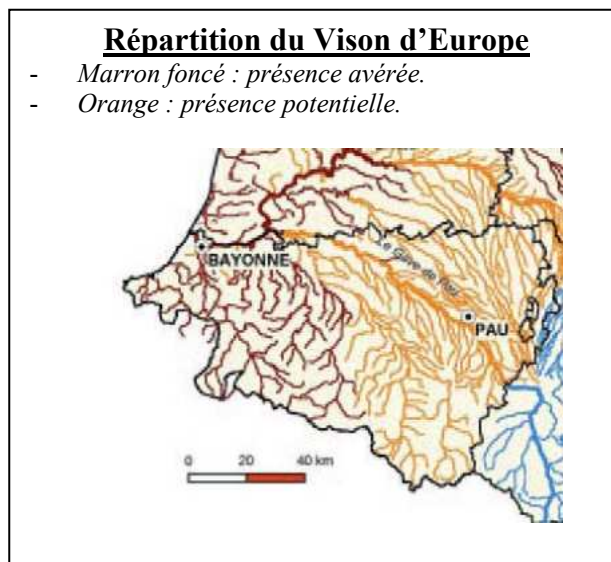 Répartition du Vison d’Europe
- Marron foncé : présence avérée.
- Orange : présence potentielle.
Le Gave de Pau
BAYONNE
PAU
0 20 40 km